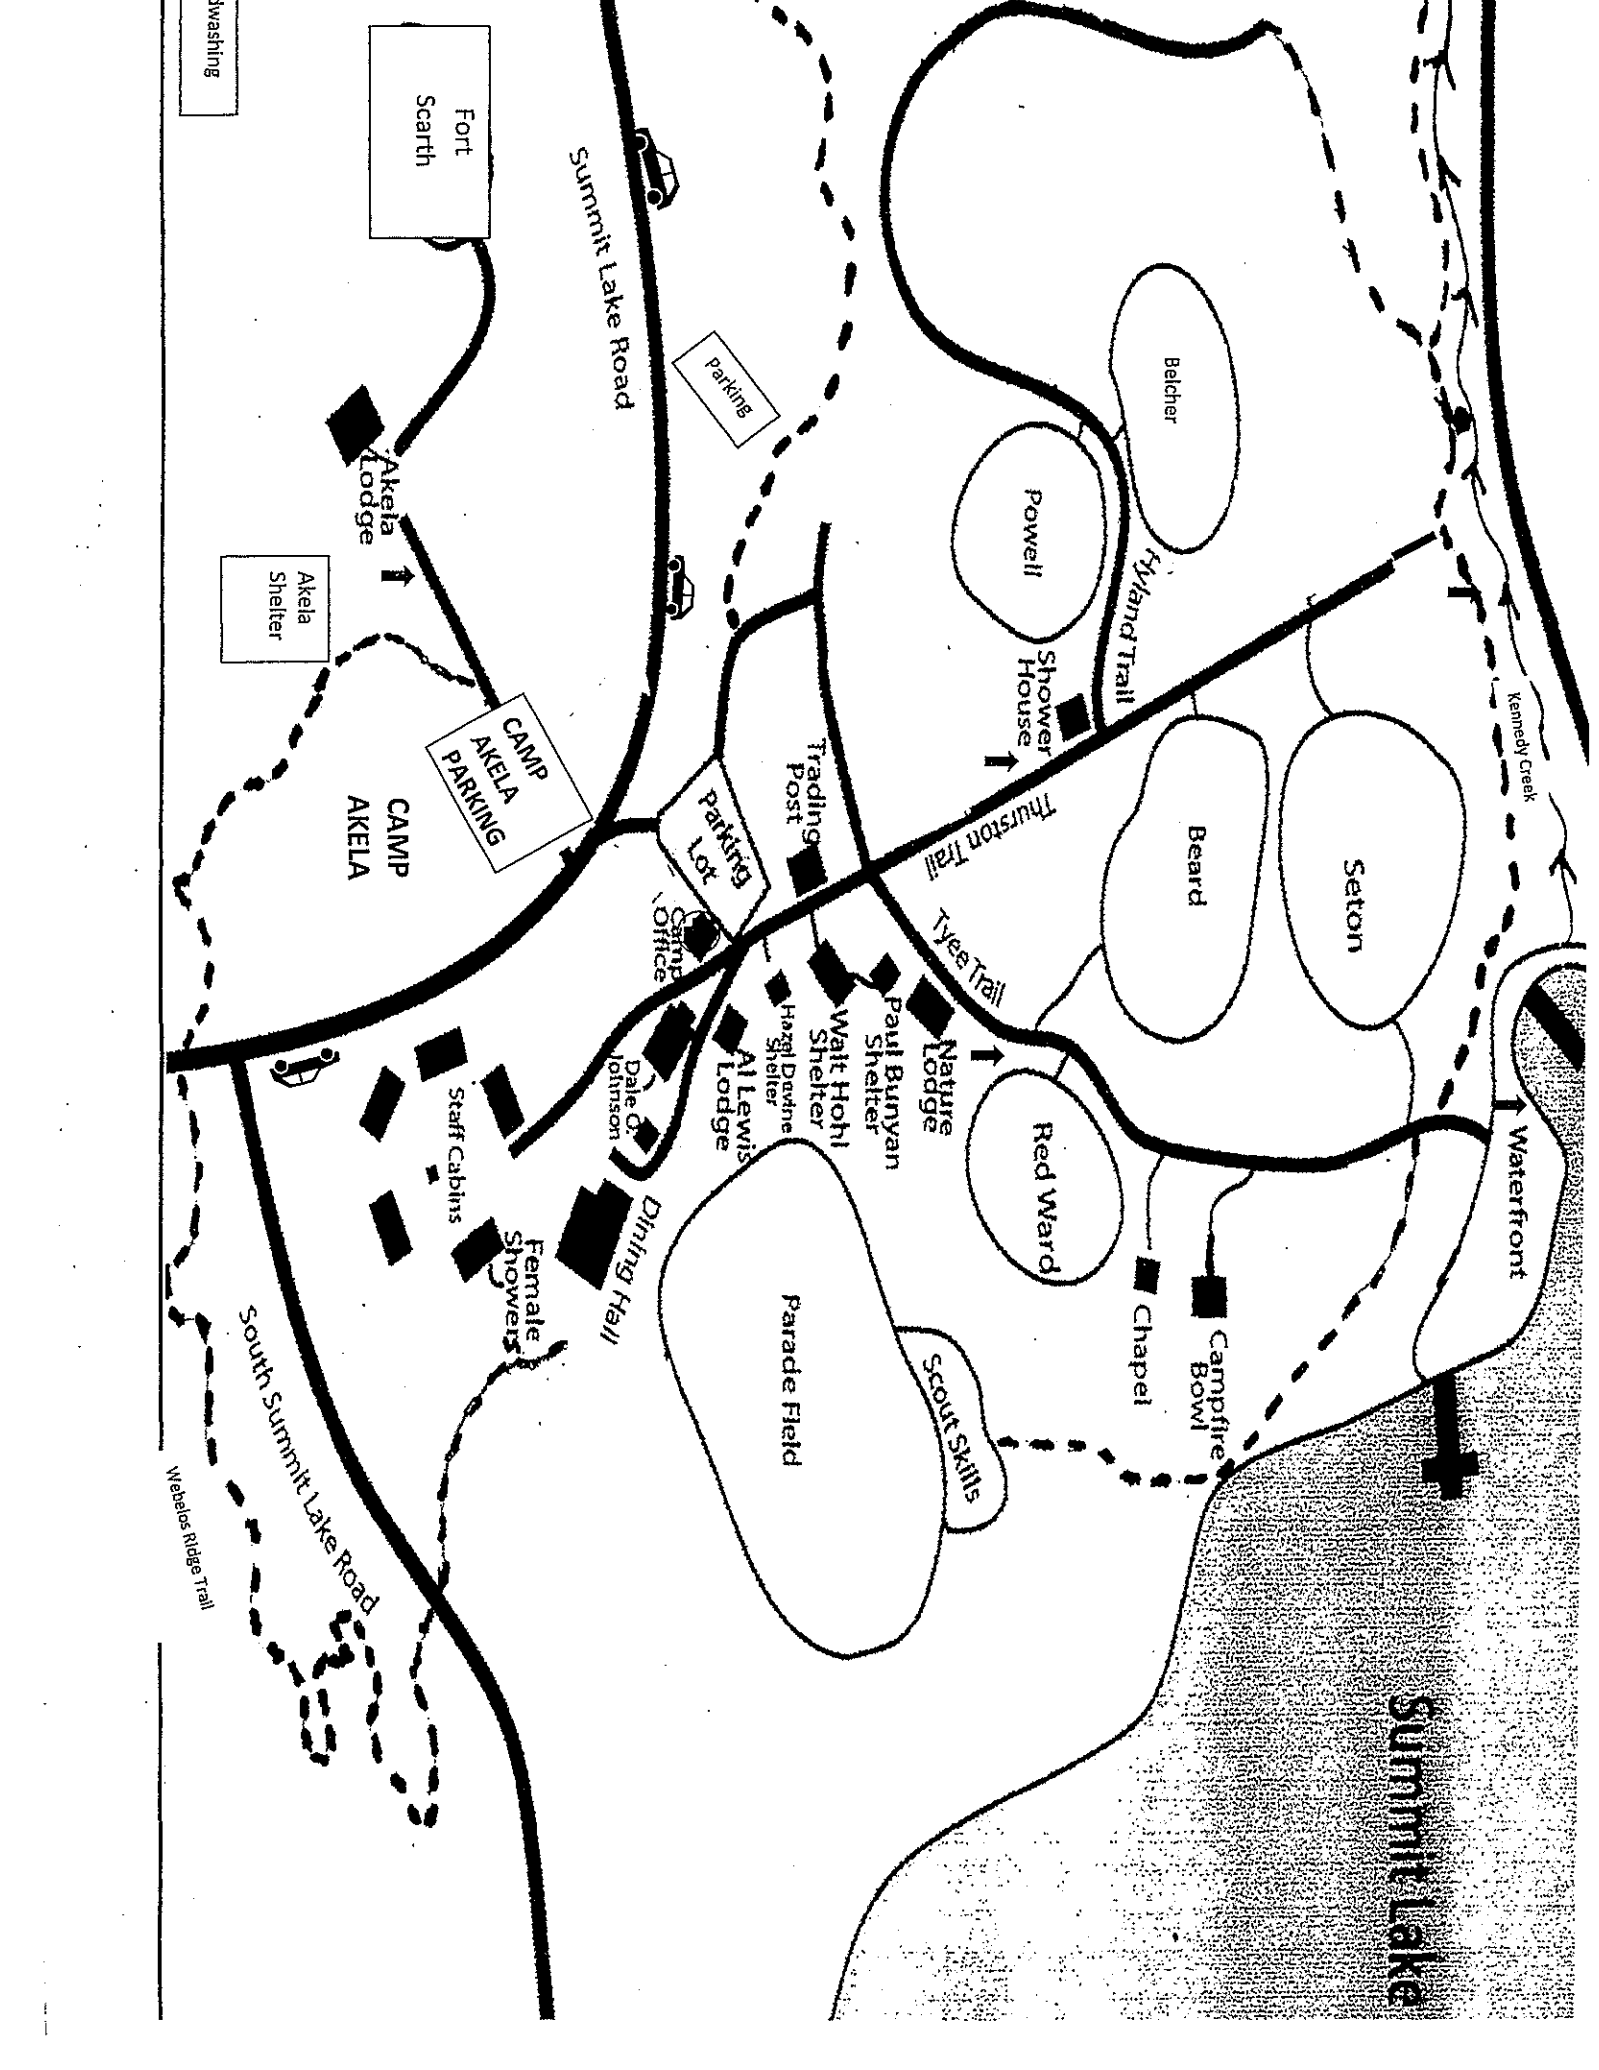 Summit Lake
Kennedy Creek
Waterfront
Seton
Belcher
Beard
Campfire
Bowl
Chapel
Hyland Trail
Powell
Shower
House
Thurston Trail
Red Ward
Tyee Trail
Scout Skills
Nature
Lodge
Paul Bunyan
Shelter
Walt Hohl
Shelter
Hazel Davine
Shelter
Al Lewis
Lodge
Trading
Post
Parade Field
Parking
Parking
Lot
Camp
Office
Dale O.
Johnson
Dining Hall
Summit Lake Road
Female
Showers
Staff Cabins
Fort
Scarth
CAMP
AKELA
PARKING
Akela
Lodge
CAMP
AKELA
Akela
Shelter
South Summit Lake Road
Webelos Ridge Trail